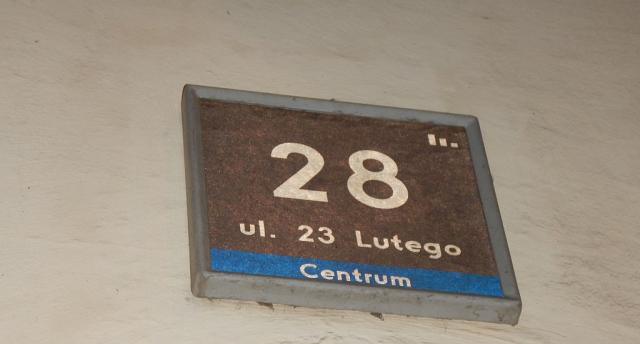 28
ul. 23 Lutego
Centrum